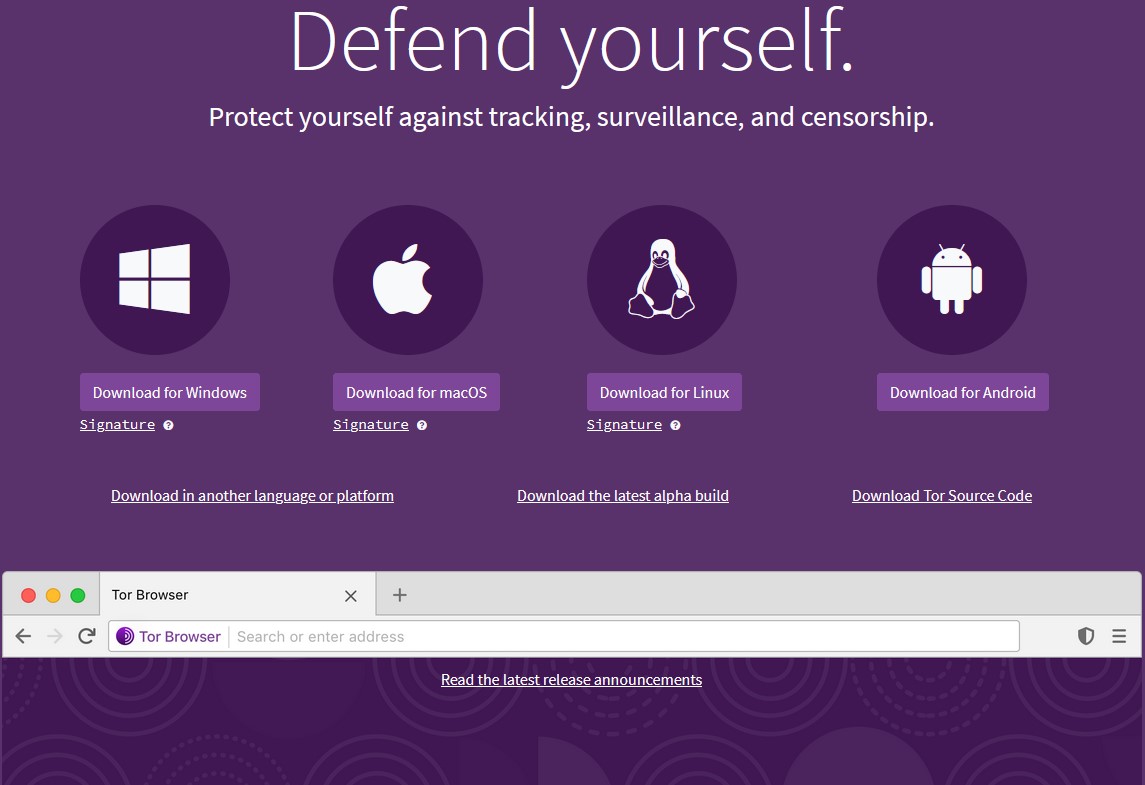 Defend yourself.
Protect yourself against tracking, surveillance, and censorship.
Download for Windows
Download for macOS
Download for Linux
Download for Android
Signature ?
Signature ?
Signature ?
Download in another language or platform
Download the latest alpha build
Download Tor Source Code
Tor Browser
Tor Browser
Search or enter address
Read the latest release announcements